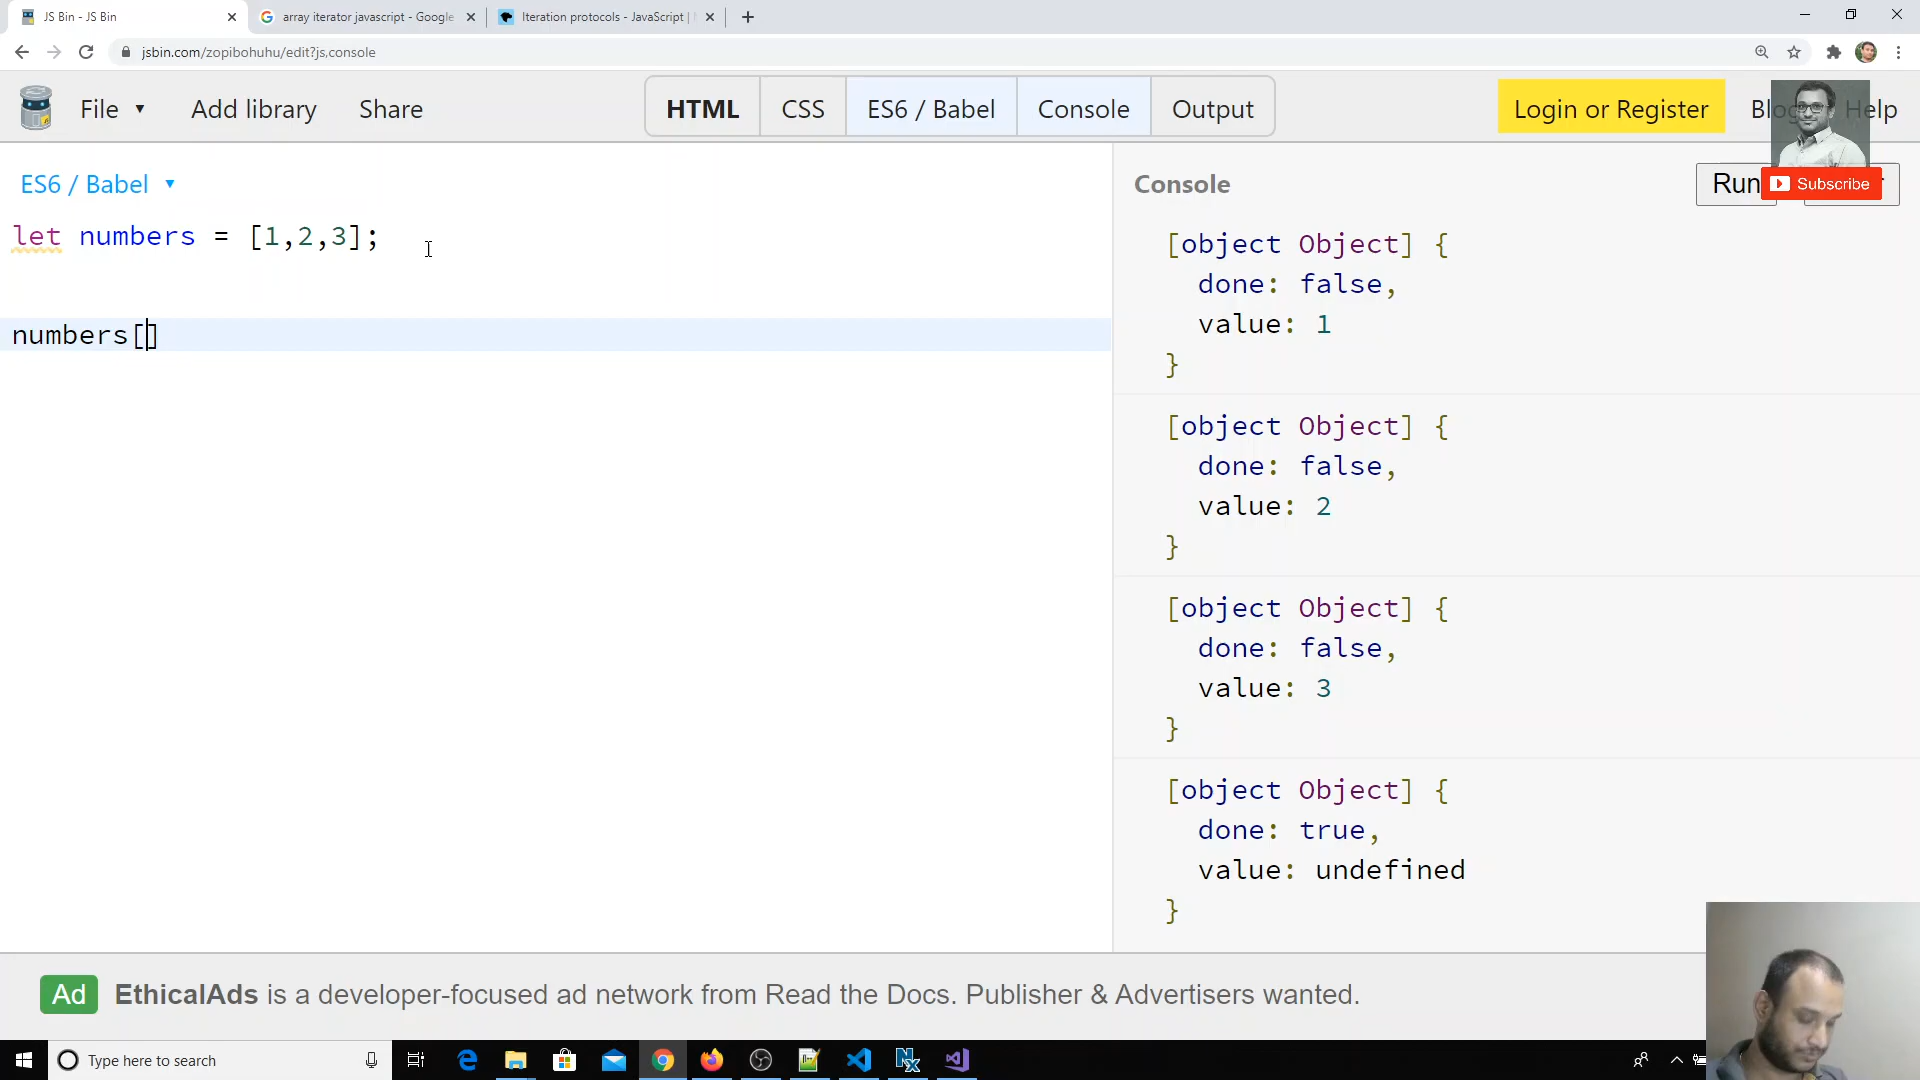 JS Bin - JS Bin
array iterator javascript - Google
Iteration protocols - JavaScript |
jsbin.com/zopibohuhu/edit?js,console
File
Add library
Share
HTML
CSS
ES6 / Babel
Console
Output
Login or Register
Help
ES6 / Babel
Console
Run
Subscribe
let numbers = [1,2,3];
numbers[]
[object Object] {
done: false,
value: 1
}
[object Object] {
done: false,
value: 2
}
[object Object] {
done: false,
value: 3
}
[object Object] {
done: true,
value: undefined
}
Ad
EthicalAds is a developer-focused ad network from Read the Docs. Publisher & Advertisers wanted.
Type here to search